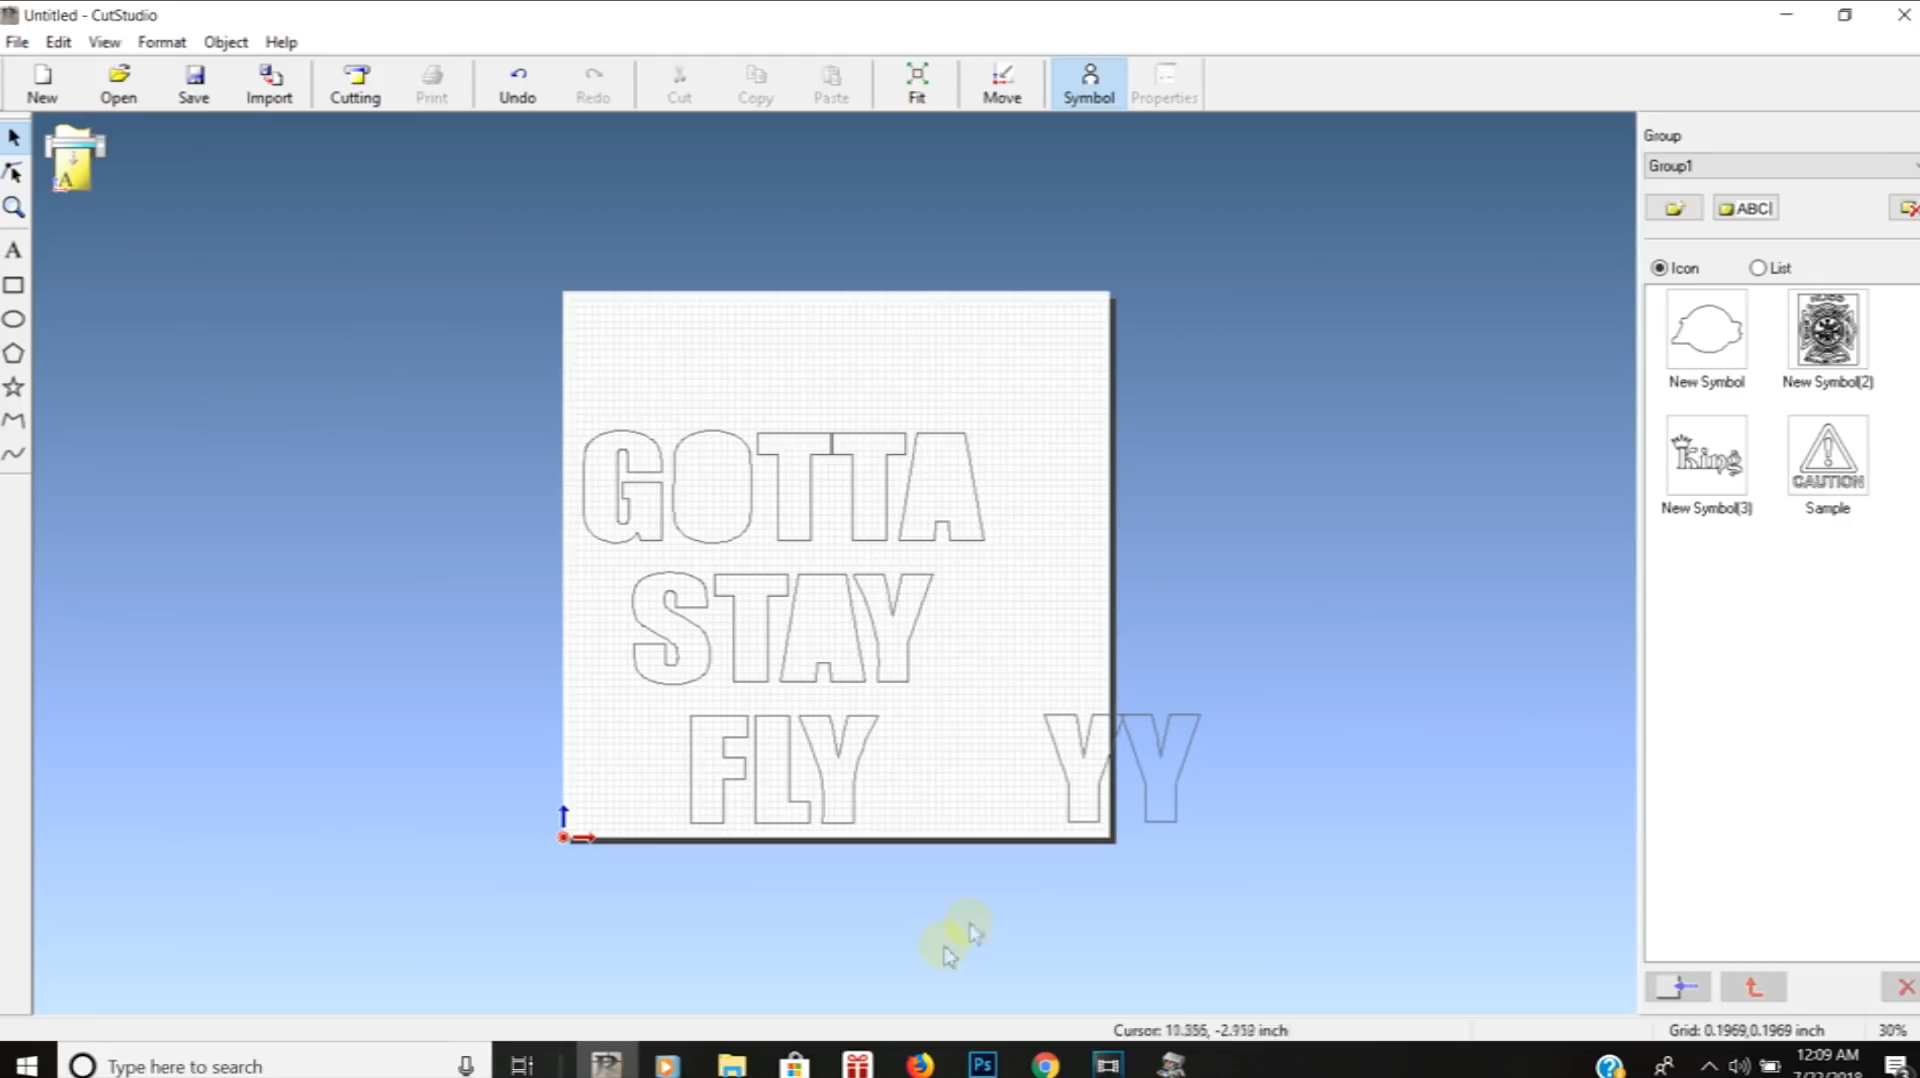 Untitled - CutStudio
File Edit View Format Object Help
New Open Save Import Cutting Print Undo Redo Cut Copy Paste Fit Move Symbol Properties
A
A
Group
Group1
ABC
Icon List
New Symbol New Symbol(2)
King CAUTION
New Symbol(3) Sample
GOTTA
STAY
FLY YY
Grid: 0.1969,0.1969 inch 30%
Type here to search
Ps
12:09 AM